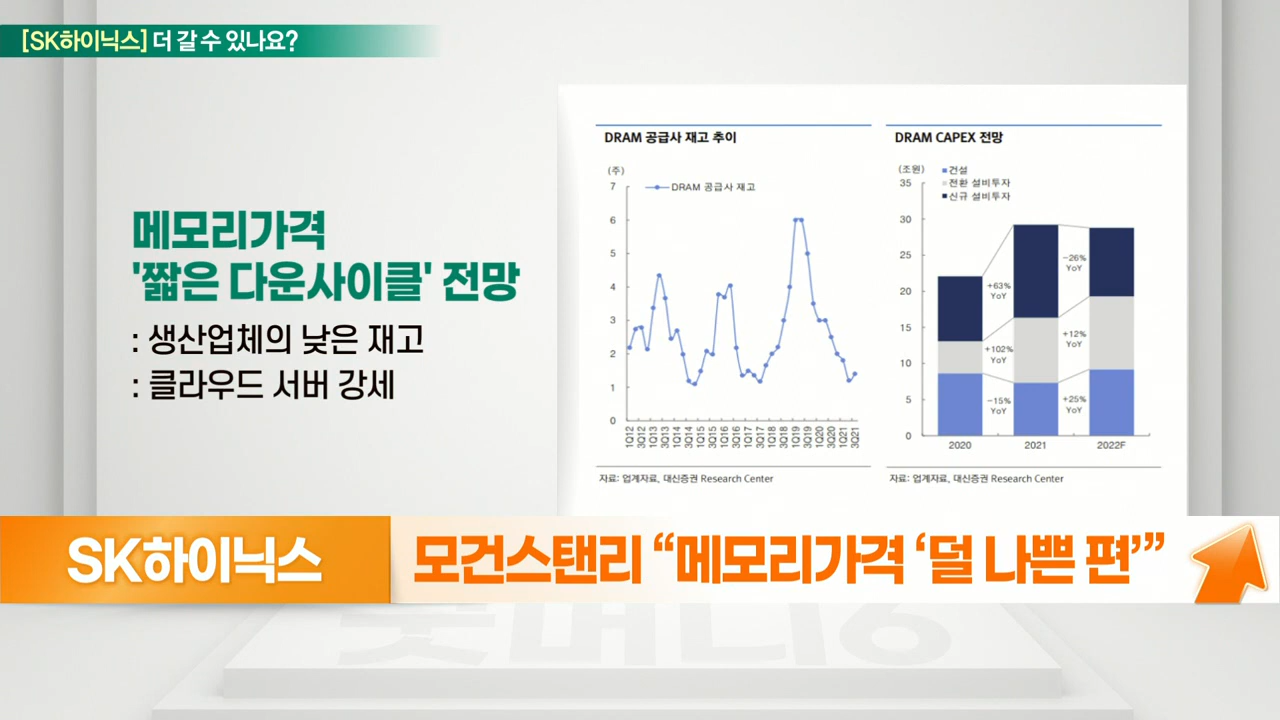 [SK하이닉스] 더 갈 수 있나요?
메모리가격
'짧은 다운사이클' 전망
: 생산업체의 낮은 재고
: 클라우드 서버 강세
DRAM 공급사 재고 추이
(주)
DRAM 공급사 재고
7
6
5
4
3
2
1
0
1Q12 3Q12 1Q13 3Q13 1Q14 3Q14 1Q15 3Q15 1Q16 3Q16 1Q17 3Q17 1Q18 3Q18 1Q19 3Q19 1Q20 3Q20 1Q21 3Q21
자료: 업계자료, 대신증권 Research Center
DRAM CAPEX 전망
(조원)
건설
전환 설비투자
신규 설비투자
35
30
25
20
15
10
5
0
+63%
YoY
+102%
YoY
-15%
YoY
-26%
YoY
+12%
YoY
+25%
YoY
2020 2021 2022F
자료: 업계자료, 대신증권 Research Center
SK하이닉스
모건스탠리 “메모리가격 ‘덜 나쁜 편’”
굿머니6